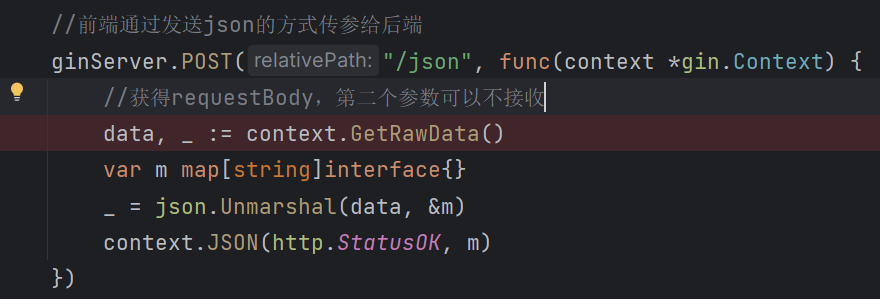 //前端通过发送json的方式传参给后端
ginServer.POST( relativePath: "/json", func(context *gin.Context) {
//获得requestBody，第二个参数可以不接收
data, _ := context.GetRawData()
var m map[string]interface{}
_ = json.Unmarshal(data, &m)
context.JSON(http.StatusOK, m)
})